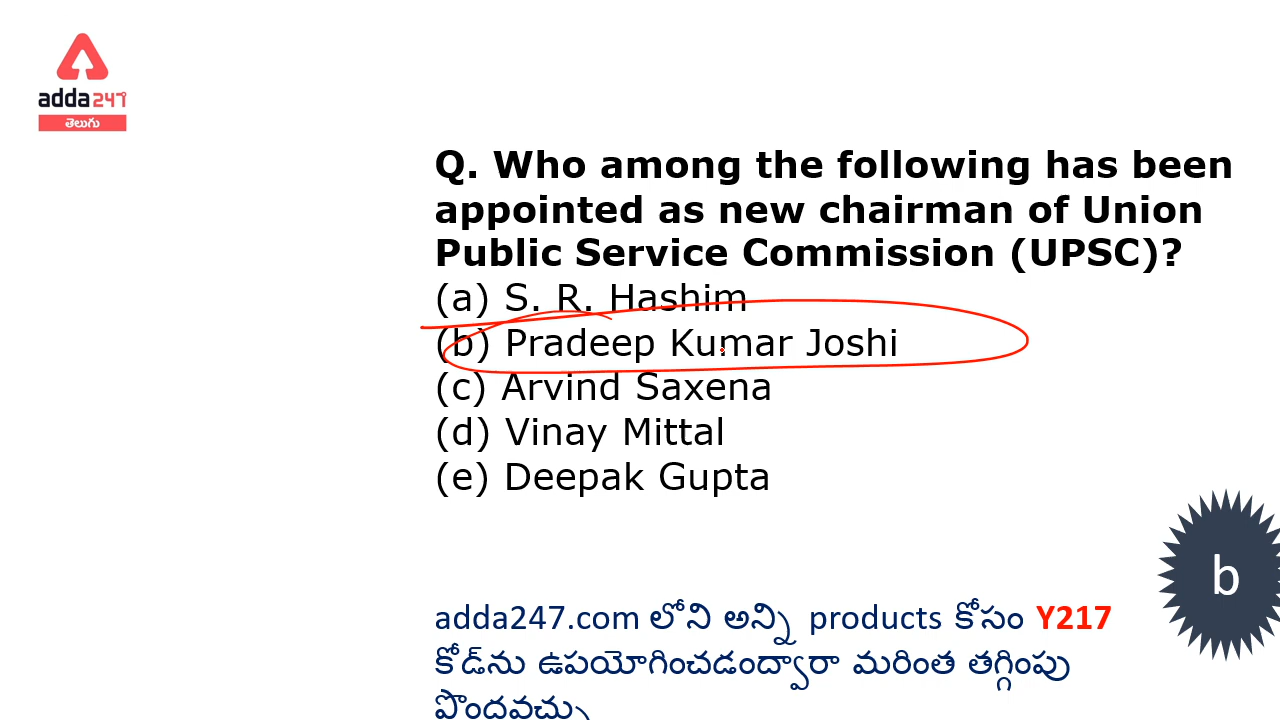 adda247
తెలుగు
Q. Who among the following has been
appointed as new chairman of Union
Public Service Commission (UPSC)?
(a) S. R. Hashim
(b) Pradeep Kumar Joshi
(c) Arvind Saxena
(d) Vinay Mittal
(e) Deepak Gupta
b
adda247.com లోని అన్ని products కోసం Y217
కోడ్‌ను ఉపయోగించడంద్వారా మరింత తగ్గింపు
పొందవచ్చు